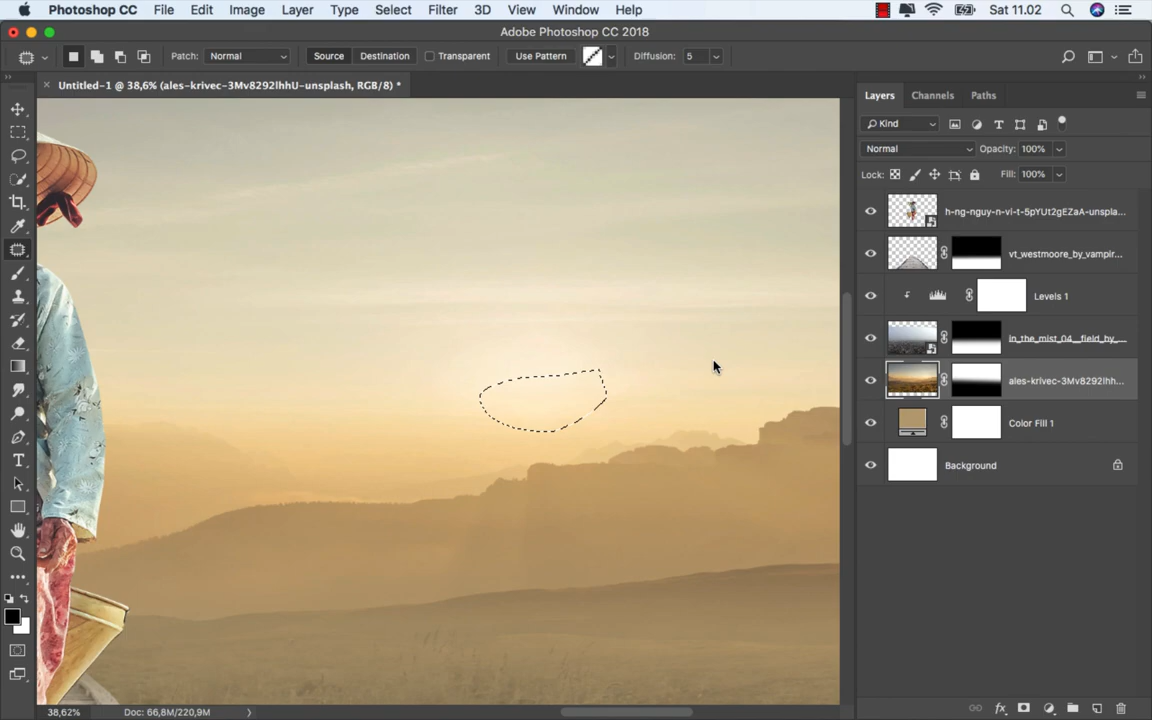 Photoshop CC File Edit Image Layer Type Select Filter 3D View Window Help Sat 11.02
Adobe Photoshop CC 2018
Patch: Normal Source Destination Transparent Use Pattern Diffusion: 5
Untitled-1 @ 38,6% (ales-krivec-3Mv8292lhhU-unsplash, RGB/8) *
Layers Channels Paths
Kind
Normal Opacity: 100%
Lock: Fill: 100%
h-ng-nguy-n-vi-t-5pYUt2gEZaA-unspla...
vt_westmoore_by_vampir...
Levels 1
in_the_mist_04__field_by_...
ales-krivec-3Mv8292lhh...
Color Fill 1
Background
38,62% Doc: 66,8M/220,9M